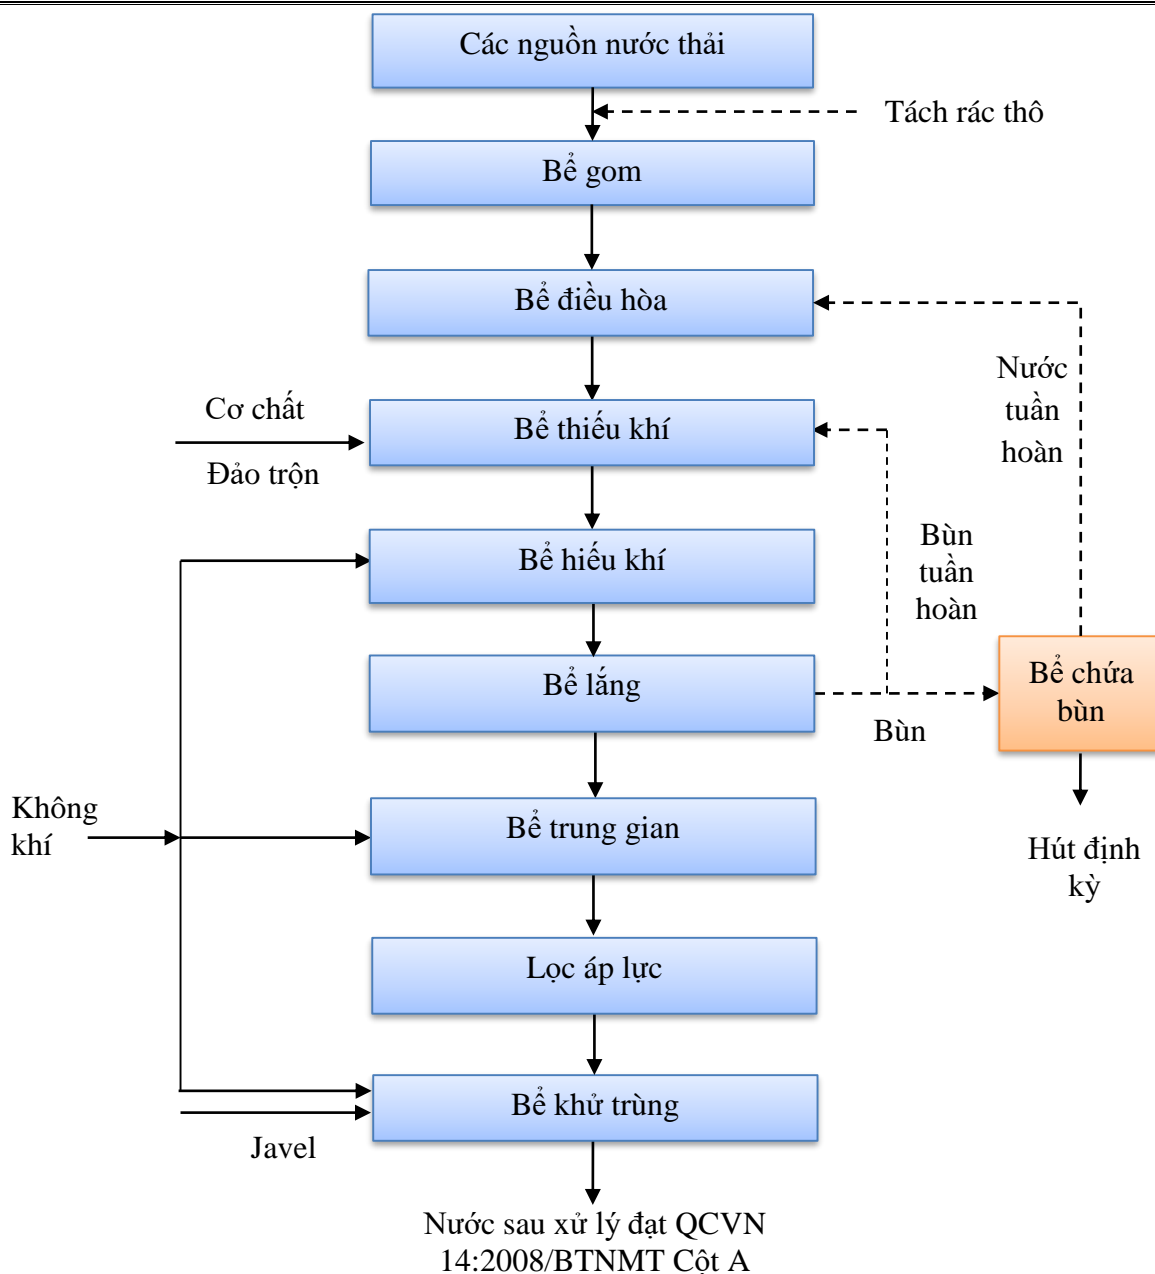 Các nguồn nước thải
Tách rác thô
Bể gom
Bể điều hòa
Nước
tuần
hoàn
Cơ chất
Đảo trộn
Bể thiếu khí
Bùn
tuần
hoàn
Bể hiếu khí
Bể lắng
Bùn
Bể chứa
bùn
Không
khí
Bể trung gian
Hút định
kỳ
Lọc áp lực
Bể khử trùng
Javel
Nước sau xử lý đạt QCVN
14:2008/BTNMT Cột A